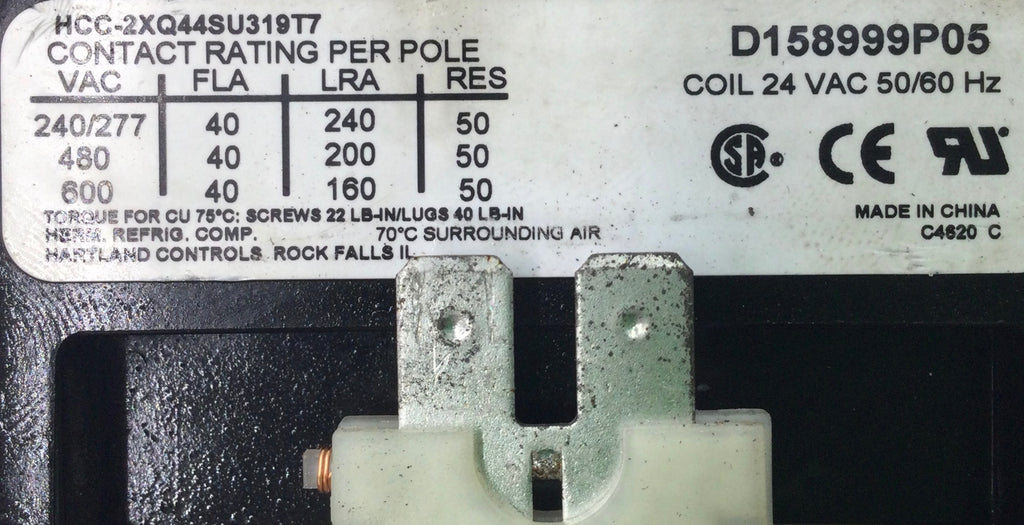 HCC-2XQ44SU319T7
CONTACT RATING PER POLE
VAC FLA LRA RES
240/277 40 240 50
480 40 200 50
600 40 160 50
TORQUE FOR CU 75°C: SCREWS 22 LB-IN/LUGS 40 LB-IN
HERM. REFRIG. COMP. 70°C SURROUNDING AIR
HARTLAND CONTROLS ROCK FALLS IL
D158999P05
COIL 24 VAC 50/60 Hz
SA CE RU
MADE IN CHINA
C4620 C